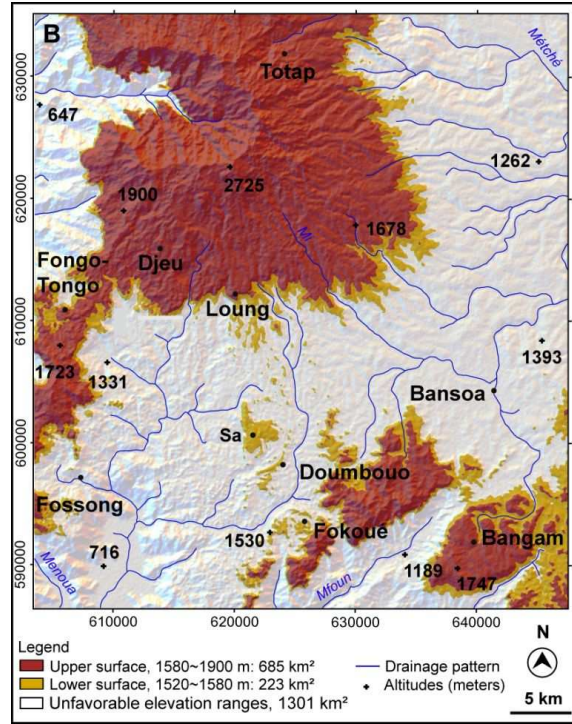 B
630000
620000
610000
600000
590000
Totap
Métché
647
1262
2725
1900
1678
Mi
Djeu
Fongo-
Tongo
Loung
1723
1331
1393
Bansoa
Sa
Doumbouo
Fossong
1530
Fokoué
Bangam
716
1189
1747
Menoua
Mfoun
610000 620000 630000 640000
Legend
Upper surface, 1580~1900 m: 685 km²
Lower surface, 1520~1580 m: 223 km²
Unfavorable elevation ranges, 1301 km²
Drainage pattern
Altitudes (meters)
N
5 km